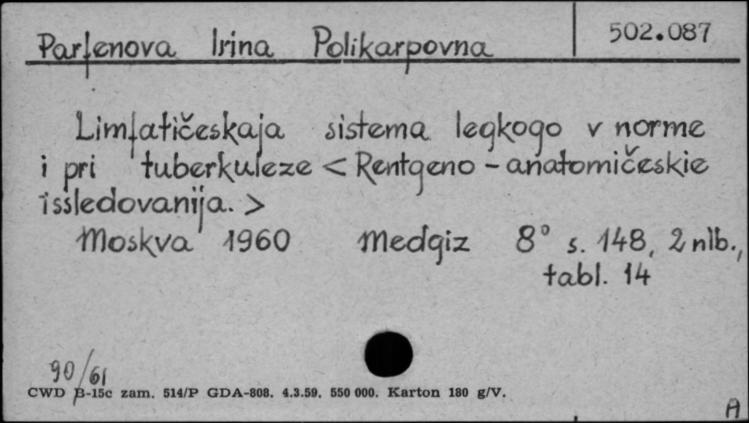 Parfenova Irina Polikarpovna 502.087
Limfatičeskaja sistema legkogo v norme
i pri tuberkuleze < Rentgeno - anatomičeskie
issledovanija. >
Moskva 1960 Medgiz 8° s. 148, 2 nlb.,
tabl. 14
90/61
CWD B-15c zam. 514/P GDA-808. 4.3.59. 550 000. Karton 180 g/V.
A